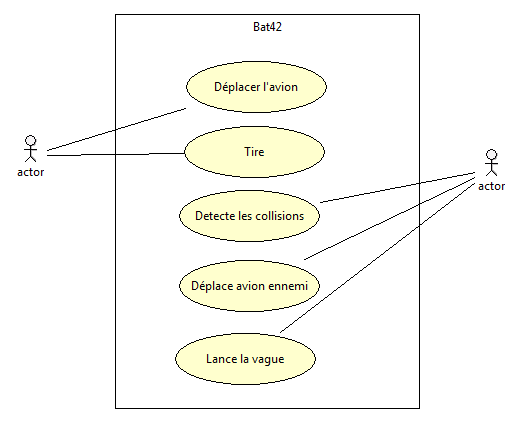 Bat42
Déplacer l'avion
Tire
actor
actor
Detecte les collisions
Déplace avion ennemi
Lance la vague